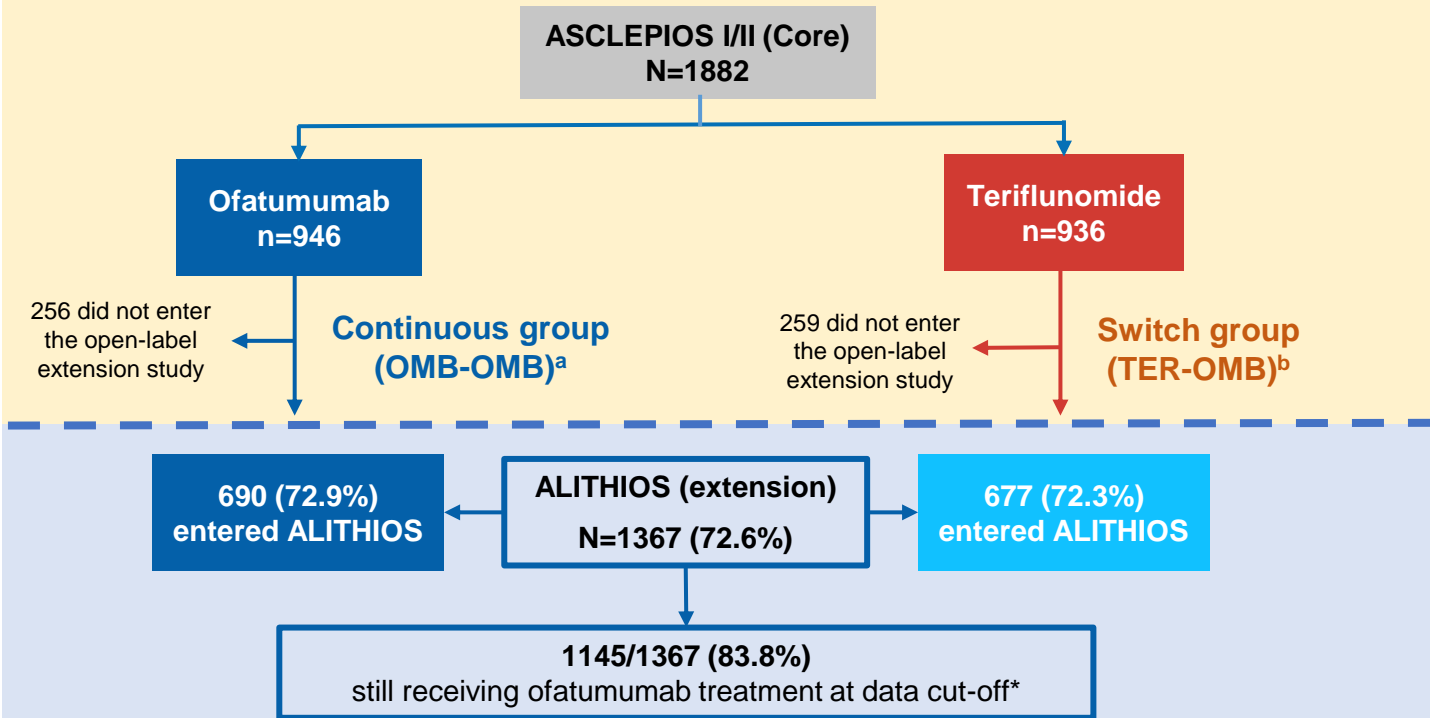 ASCLEPIOS I/II (Core)
N=1882
Ofatumumab
n=946
Teriflunomide
n=936
256 did not enter
the open-label
extension study
Continuous group
(OMB-OMB)ᵃ
259 did not enter
the open-label
extension study
Switch group
(TER-OMB)ᵇ
690 (72.9%)
entered ALITHIOS
ALITHIOS (extension)
N=1367 (72.6%)
677 (72.3%)
entered ALITHIOS
1145/1367 (83.8%)
still receiving ofatumumab treatment at data cut-off*